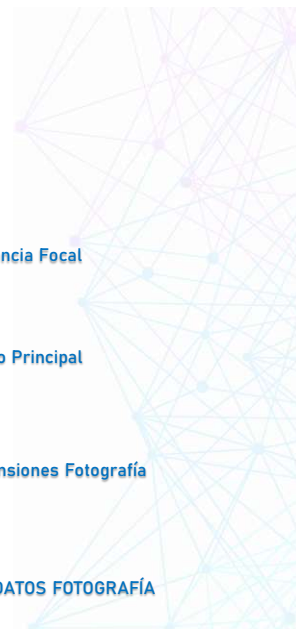 ncia Focal
o Principal
nsiones Fotografía
DATOS FOTOGRAFÍA